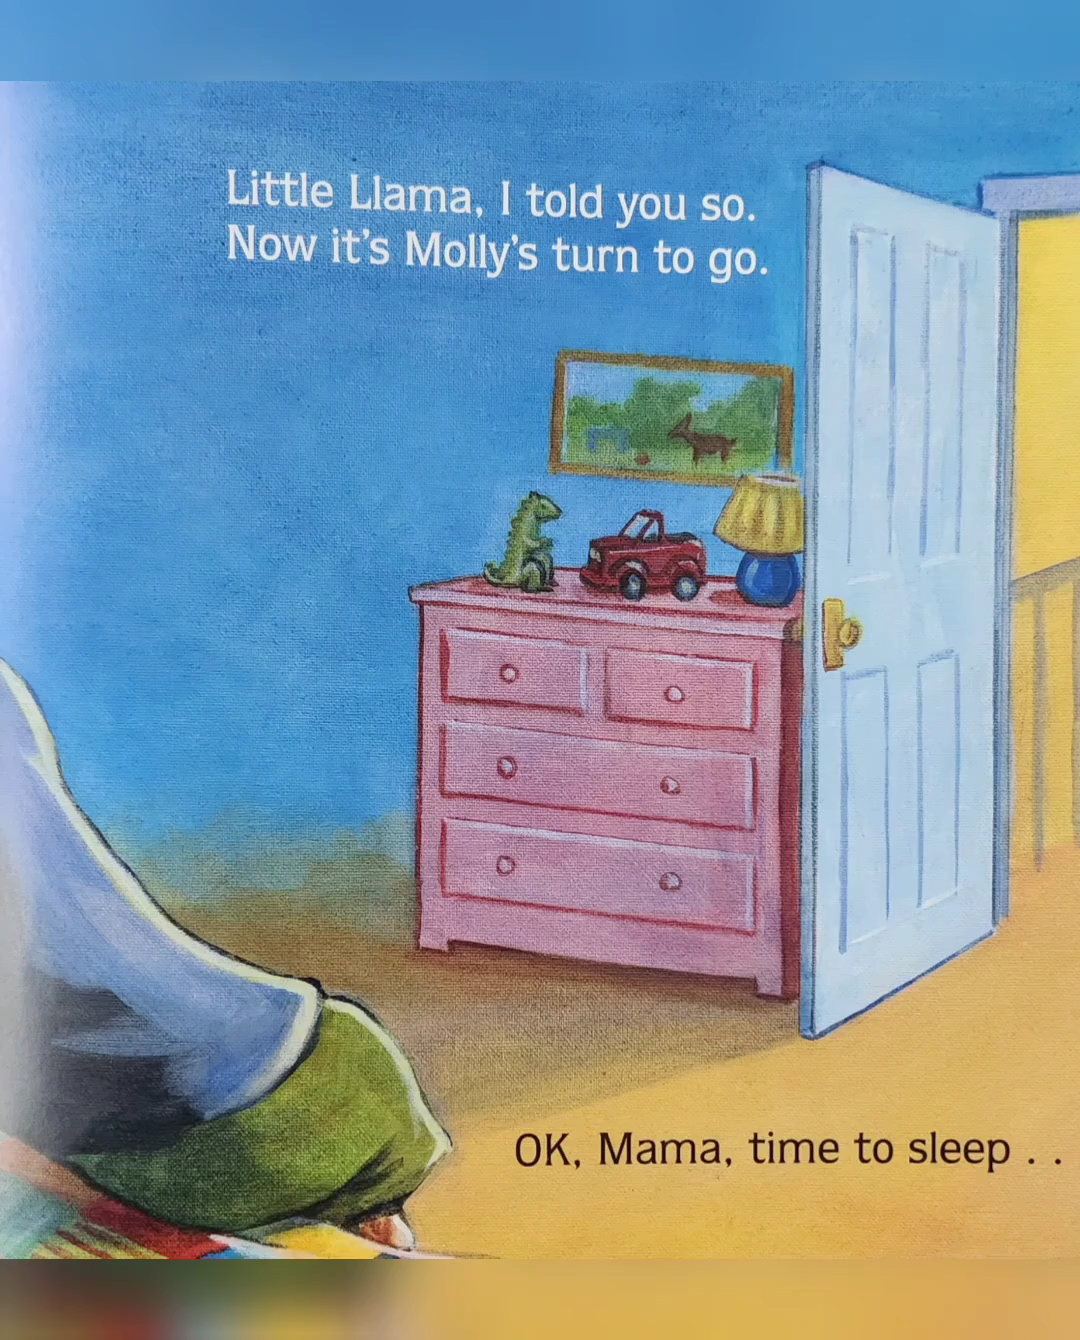 Little Llama, I told you so.
Now it's Molly's turn to go.
OK, Mama, time to sleep . .